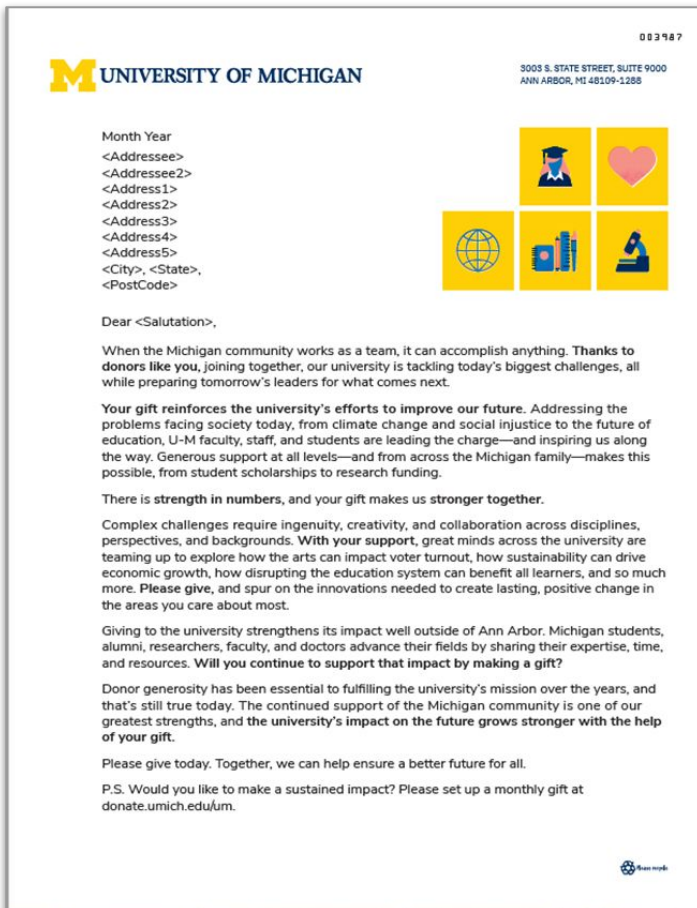 003987
M UNIVERSITY OF MICHIGAN
3003 S. STATE STREET, SUITE 9000
ANN ARBOR, MI 48109-1288
Month Year
<Addressee>
<Addressee2>
<Address1>
<Address2>
<Address3>
<Address4>
<Address5>
<City>, <State>,
<PostCode>
Dear <Salutation>,
When the Michigan community works as a team, it can accomplish anything. Thanks to
donors like you, joining together, our university is tackling today's biggest challenges, all
while preparing tomorrow's leaders for what comes next.
Your gift reinforces the university's efforts to improve our future. Addressing the
problems facing society today, from climate change and social injustice to the future of
education, U-M faculty, staff, and students are leading the charge—and inspiring us along
the way. Generous support at all levels—and from across the Michigan family—makes this
possible, from student scholarships to research funding.
There is strength in numbers, and your gift makes us stronger together.
Complex challenges require ingenuity, creativity, and collaboration across disciplines,
perspectives, and backgrounds. With your support, great minds across the university are
teaming up to explore how the arts can impact voter turnout, how sustainability can drive
economic growth, how disrupting the education system can benefit all learners, and so much
more. Please give, and spur on the innovations needed to create lasting, positive change in
the areas you care about most.
Giving to the university strengthens its impact well outside of Ann Arbor. Michigan students,
alumni, researchers, faculty, and doctors advance their fields by sharing their expertise, time,
and resources. Will you continue to support that impact by making a gift?
Donor generosity has been essential to fulfilling the university's mission over the years, and
that's still true today. The continued support of the Michigan community is one of our
greatest strengths, and the university's impact on the future grows stronger with the help
of your gift.
Please give today. Together, we can help ensure a better future for all.
P.S. Would you like to make a sustained impact? Please set up a monthly gift at
donate.umich.edu/um.
Please recycle